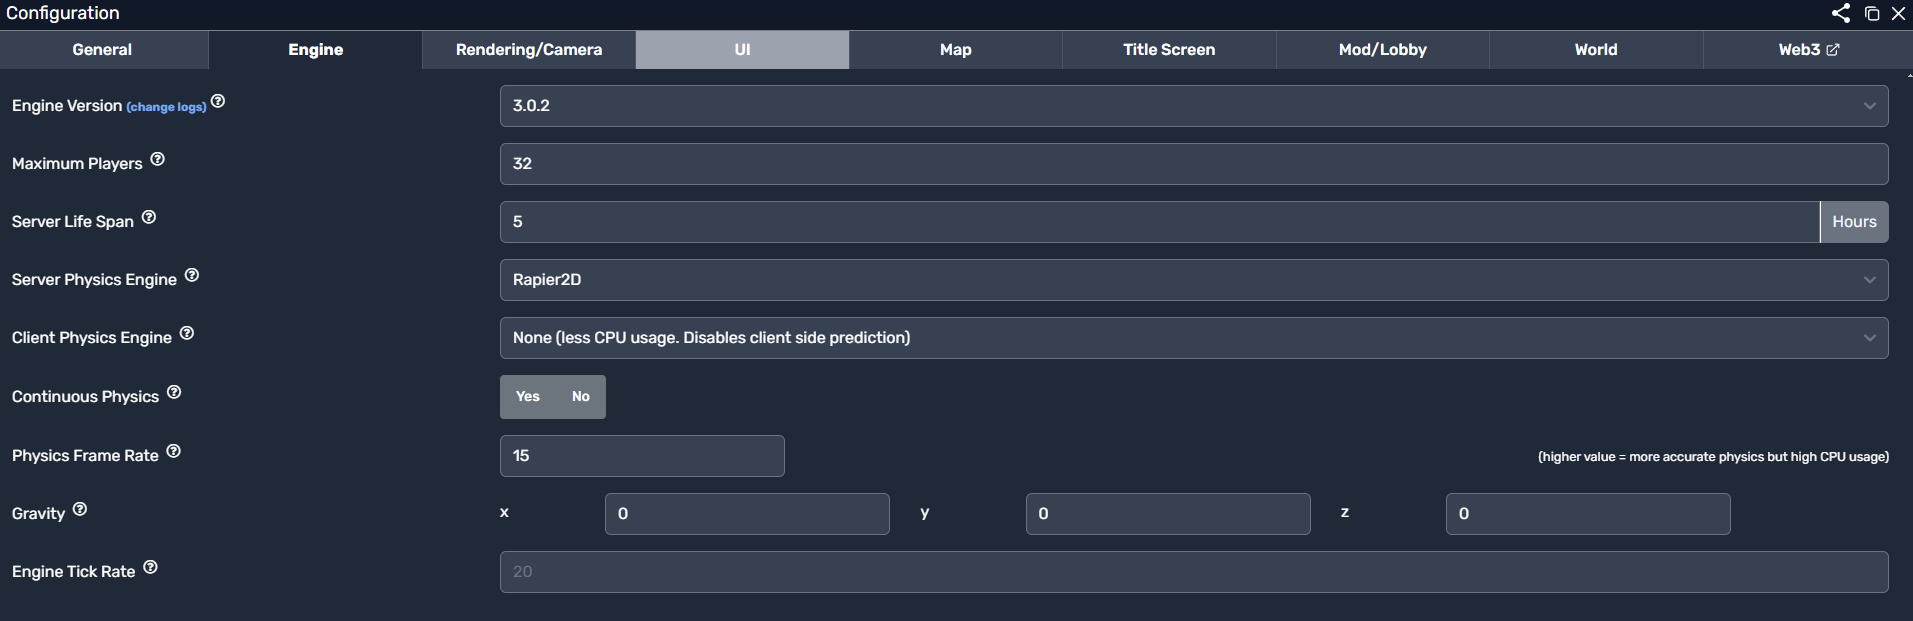 Configuration
General Engine Rendering/Camera UI Map Title Screen Mod/Lobby World Web3
Engine Version (change logs) 3.0.2
Maximum Players 32
Server Life Span 5 Hours
Server Physics Engine Rapier2D
Client Physics Engine None (less CPU usage. Disables client side prediction)
Continuous Physics Yes No
Physics Frame Rate 15 (higher value = more accurate physics but high CPU usage)
Gravity x 0 y 0 z 0
Engine Tick Rate 20